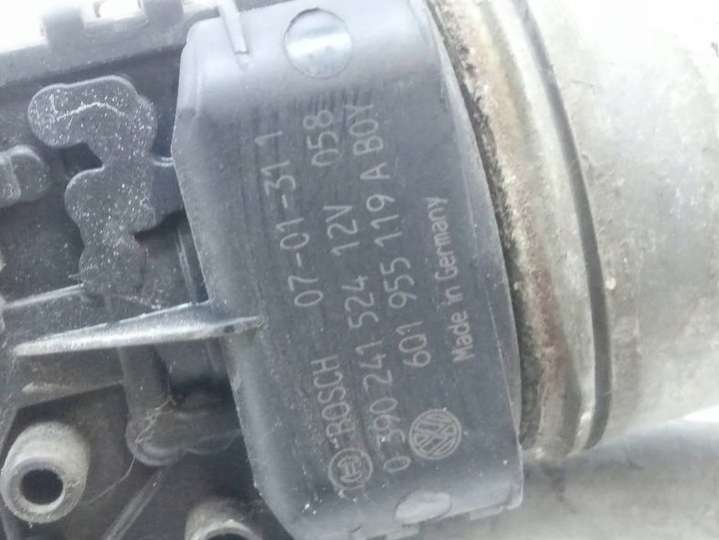 BOSCH 07-01-31 1
0 390 241 524 12V 058
6Q1 955 119 A BOY
Made in Germany